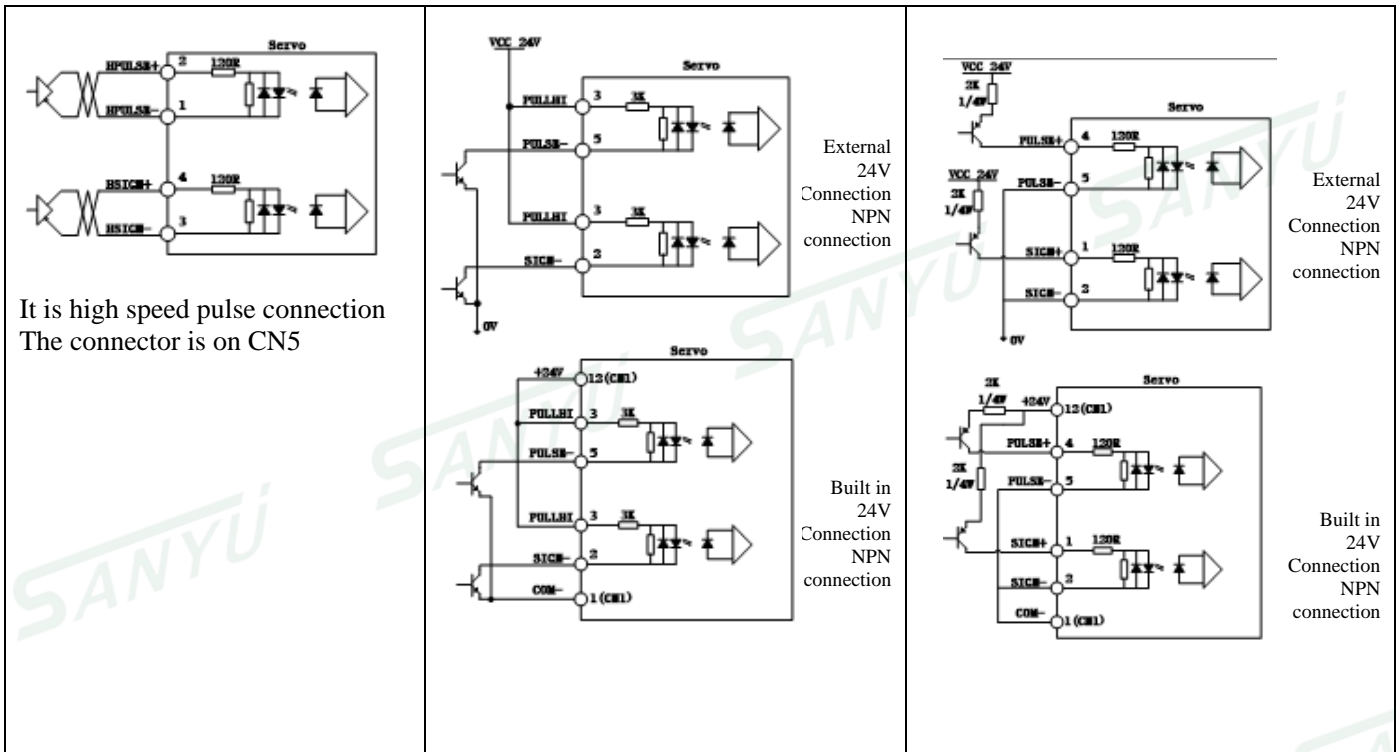 Servo
HPULSE+
2
120R
HPULSE-
1
HSIGN+
4
120R
HSIGN-
3
It is high speed pulse connection
The connector is on CN5
VCC 24V
Servo
PULLHI
3
3K
PULSE-
5
PULLHI
3
3K
SIGN-
2
0V
External
24V
Connection
NPN
connection
Servo
+24V
12(CN1)
PULLHI
3
3K
PULSE-
5
PULLHI
3
3K
SIGN-
2
COM-
1(CN1)
Built in
24V
Connection
NPN
connection
VCC 24V
2K
1/4W
Servo
PULSE+
4
120R
VCC 24V
PULSE-
5
2K
1/4W
SIGN+
1
120R
SIGN-
2
0V
External
24V
Connection
NPN
connection
2K
1/4W
+24V
Servo
12(CN1)
PULSE+
4
120R
2K
1/4W
PULSE-
5
SIGN+
1
120R
SIGN-
2
COM-
1(CN1)
Built in
24V
Connection
NPN
connection
SANYU
SANYU
SANYU
SANYU